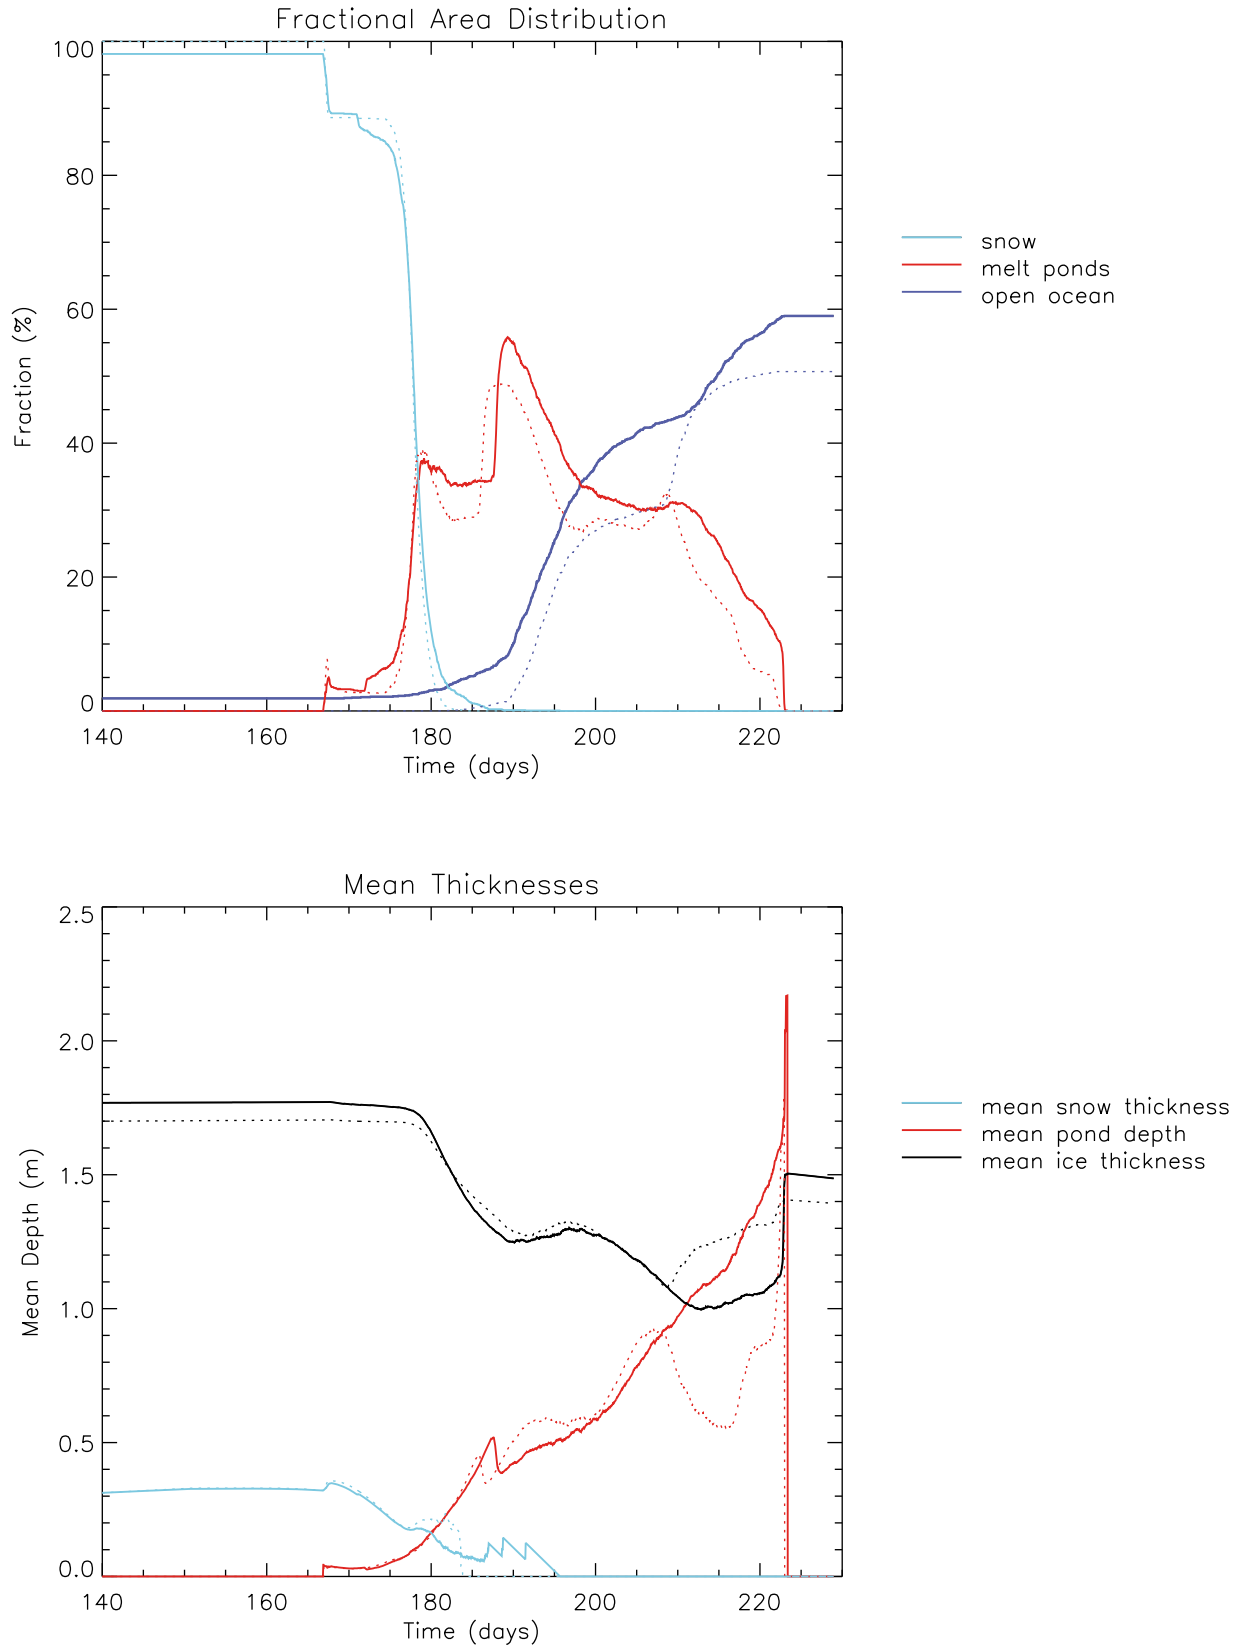 Fractional Area Distribution
100
80
60
40
20
0
Fraction (%)
140 160 180 200 220
Time (days)
snow
melt ponds
open ocean
Mean Thicknesses
2.5
2.0
1.5
1.0
0.5
0.0
Mean Depth (m)
140 160 180 200 220
Time (days)
mean snow thickness
mean pond depth
mean ice thickness